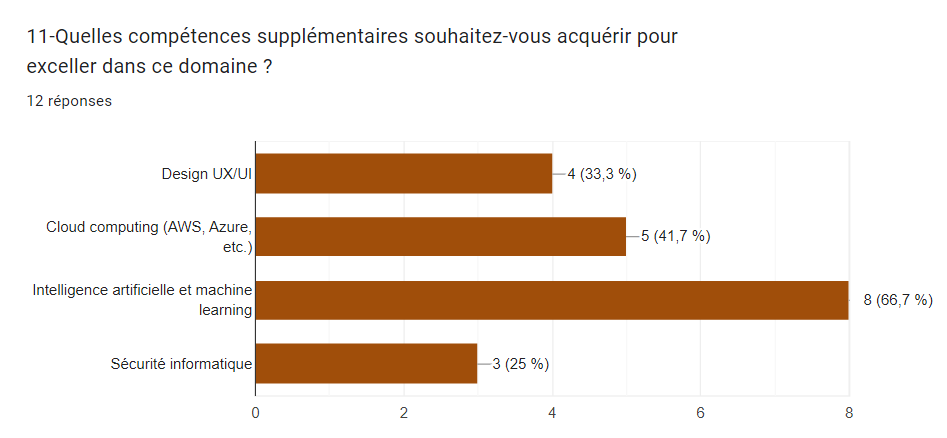 11-Quelles compétences supplémentaires souhaitez-vous acquérir pour
exceller dans ce domaine ?
12 réponses
Design UX/UI
4 (33,3 %)
Cloud computing (AWS, Azure,
etc.)
5 (41,7 %)
Intelligence artificielle et machine
learning
8 (66,7 %)
Sécurité informatique
3 (25 %)
0
2
4
6
8